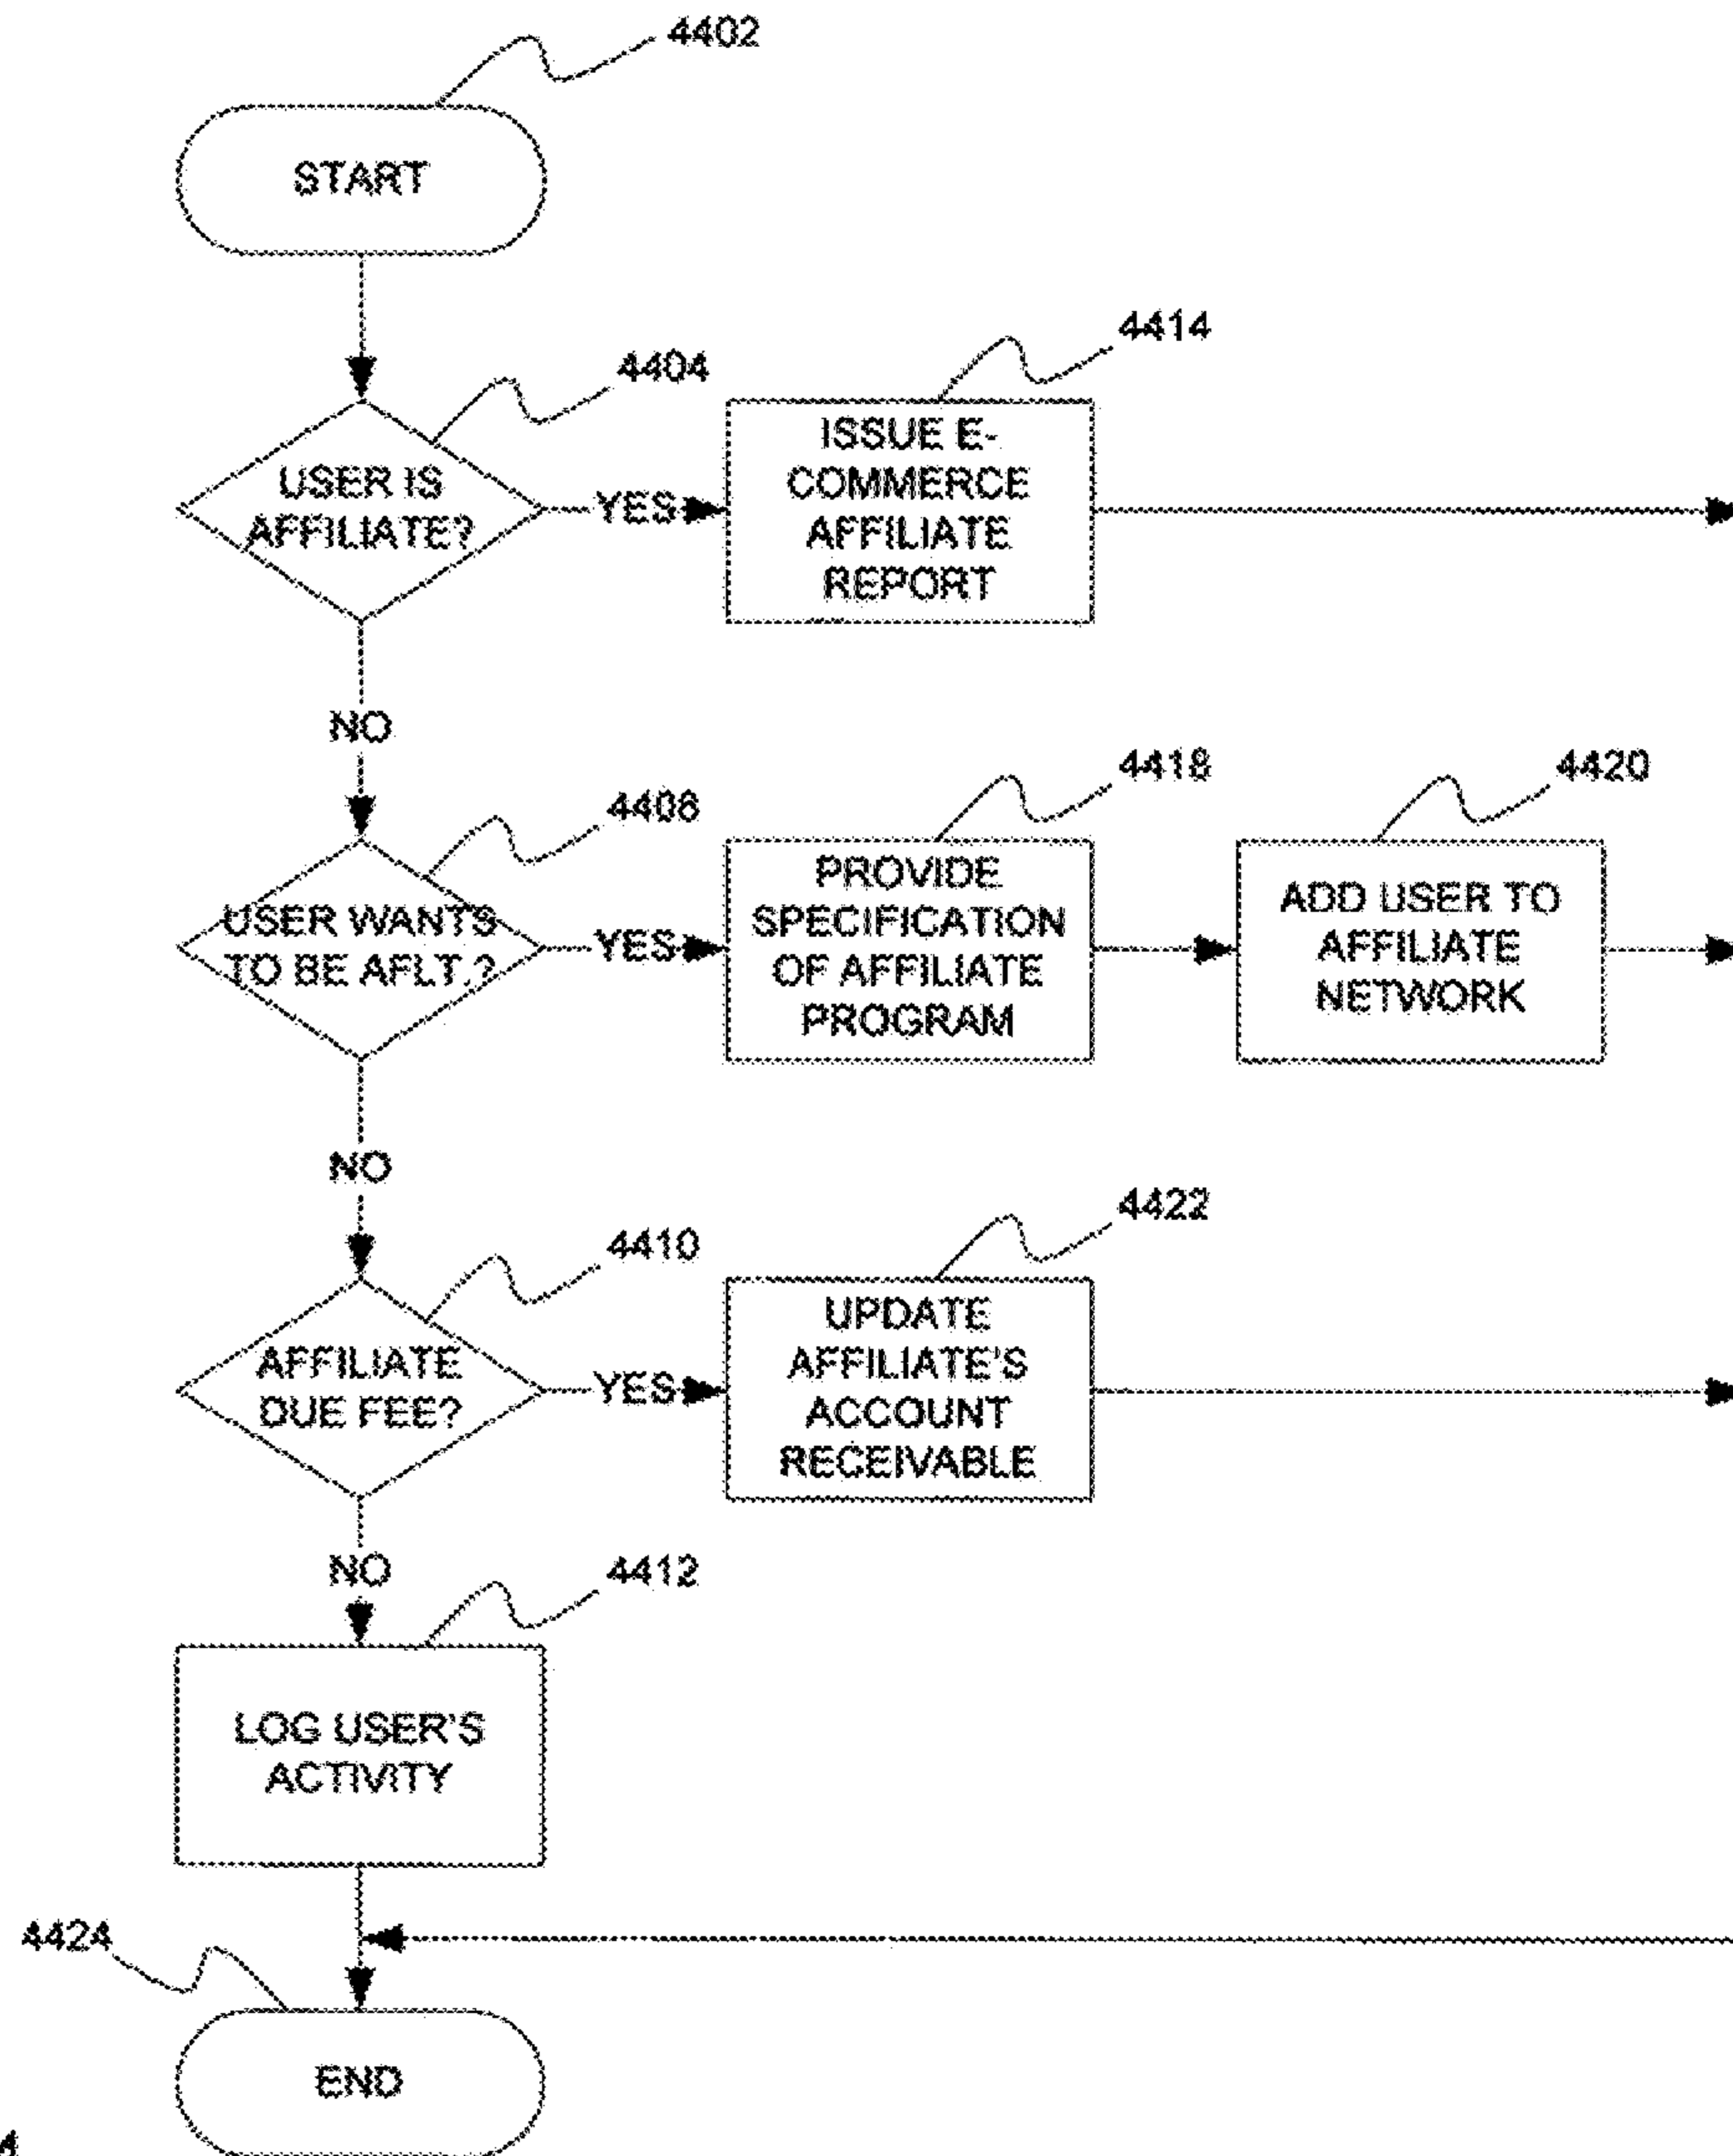 4402
START
4404
4414
USER IS
AFFILIATE?
YES
ISSUE E-
COMMERCE
AFFILIATE
REPORT
NO
4408
4418
4420
USER WANTS
TO BE AFLT.?
YES
PROVIDE
SPECIFICATION
OF AFFILIATE
PROGRAM
ADD USER TO
AFFILIATE
NETWORK
NO
4410
4422
AFFILIATE
DUE FEE?
YES
UPDATE
AFFILIATE'S
ACCOUNT
RECEIVABLE
NO
4412
LOG USER'S
ACTIVITY
4424
END